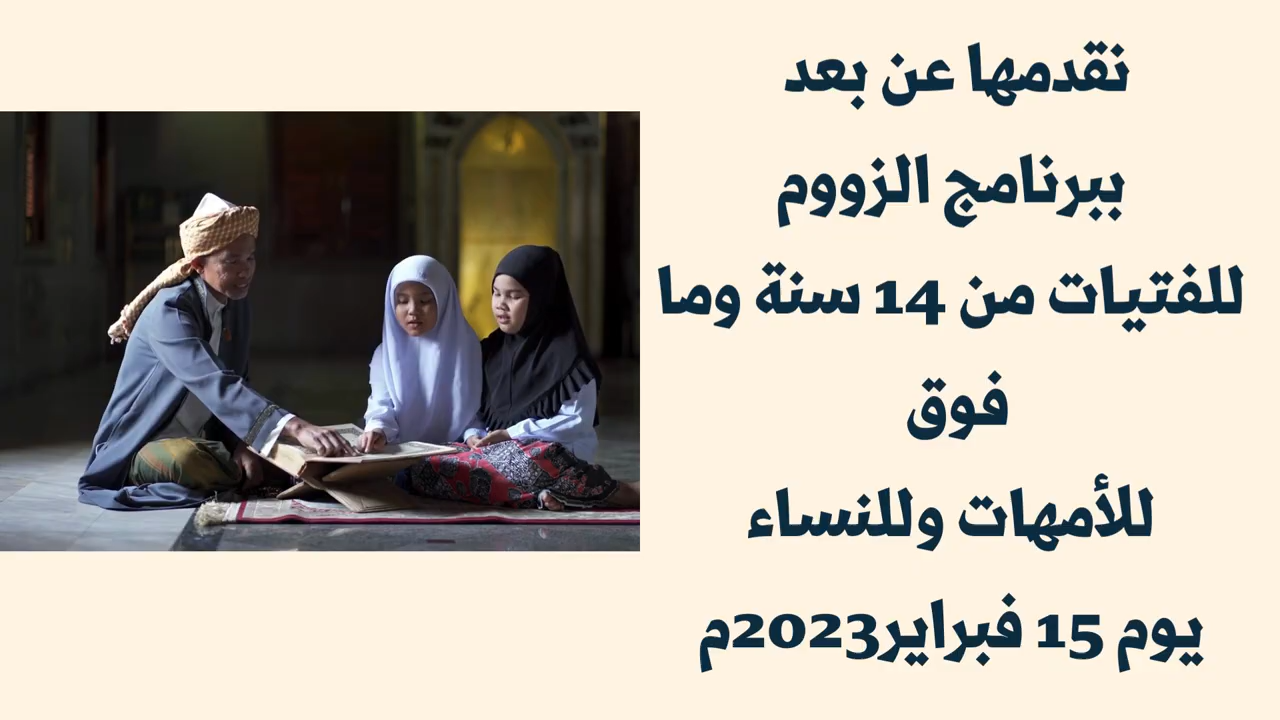 نقدمها عن بعد
ببرنامج الزووم
للفتيات من 14 سنة وما
فوق
للأمهات وللنساء
يوم 15 فبراير2023م